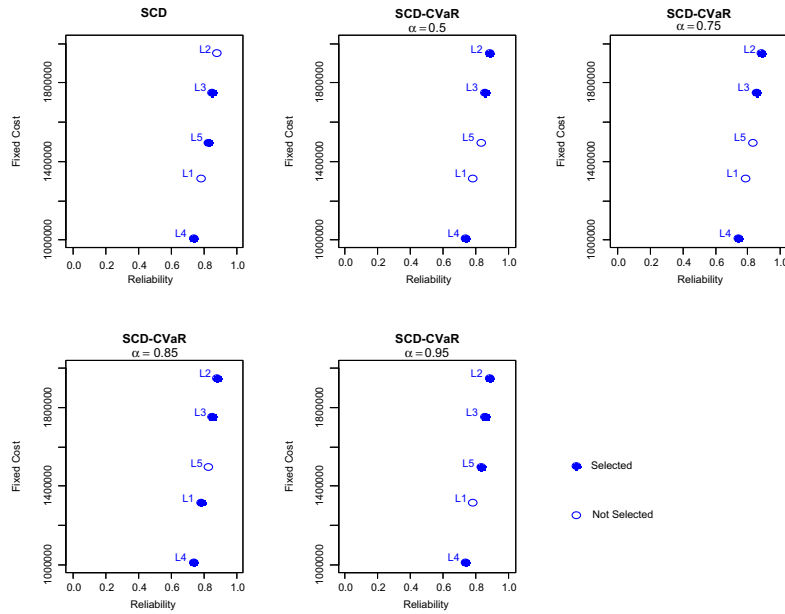 SCD
Fixed Cost
1000000
1400000
1800000
L2
L3
L5
L1
L4
0.0 0.2 0.4 0.6 0.8 1.0
Reliability
SCD-CVaR
α = 0.5
Fixed Cost
1000000
1400000
1800000
L2
L3
L5
L1
L4
0.0 0.2 0.4 0.6 0.8 1.0
Reliability
SCD-CVaR
α = 0.75
Fixed Cost
1000000
1400000
1800000
L2
L3
L5
L1
L4
0.0 0.2 0.4 0.6 0.8 1.0
Reliability
SCD-CVaR
α = 0.85
Fixed Cost
1000000
1400000
1800000
L2
L3
L5
L1
L4
0.0 0.2 0.4 0.6 0.8 1.0
Reliability
SCD-CVaR
α = 0.95
Fixed Cost
1000000
1400000
1800000
L2
L3
L5
L1
L4
0.0 0.2 0.4 0.6 0.8 1.0
Reliability
Selected
Not Selected